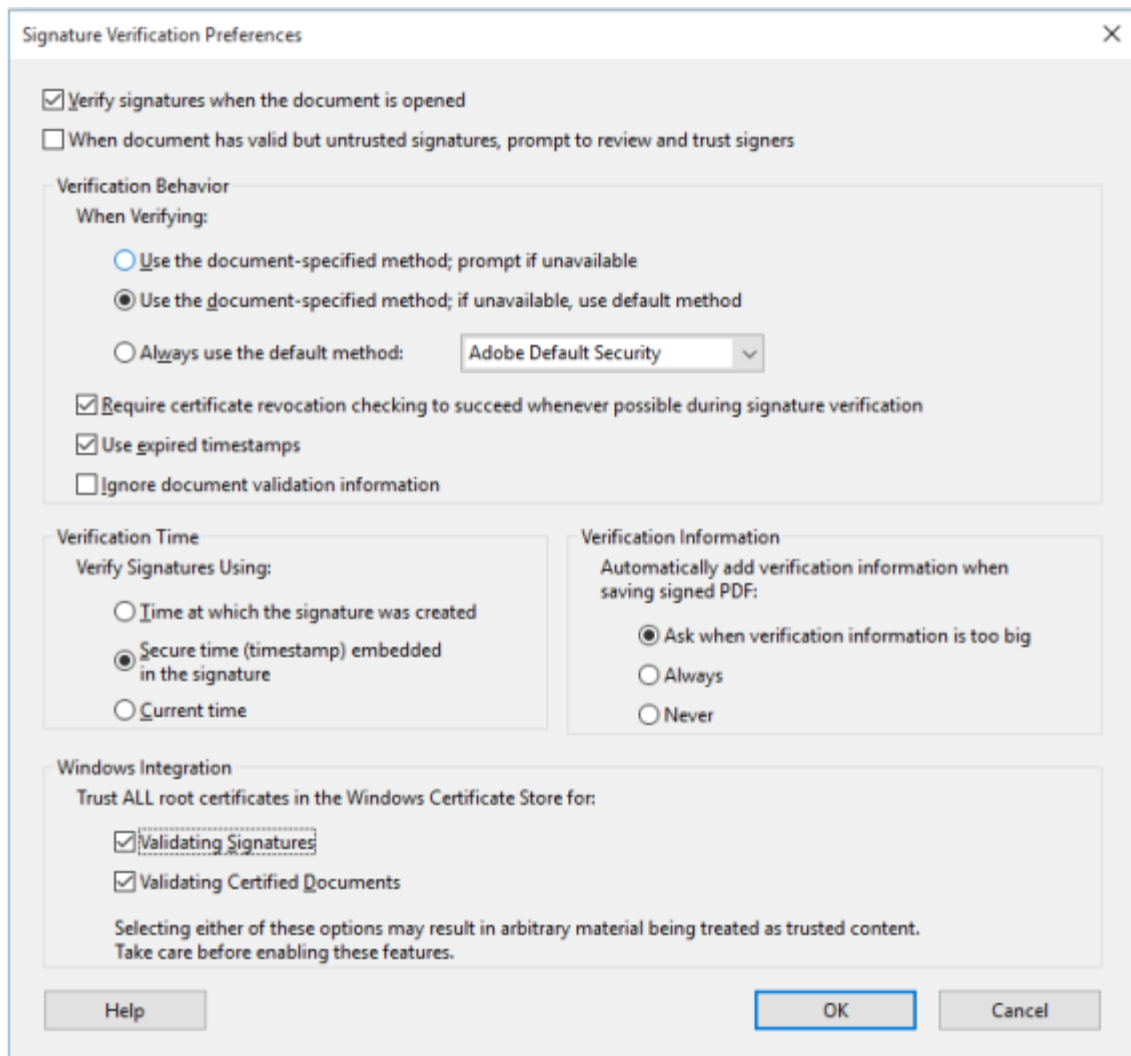 Signature Verification Preferences
Verify signatures when the document is opened
When document has valid but untrusted signatures, prompt to review and trust signers
Verification Behavior
When Verifying:
Use the document-specified method; prompt if unavailable
Use the document-specified method; if unavailable, use default method
Always use the default method: Adobe Default Security
Require certificate revocation checking to succeed whenever possible during signature verification
Use expired timestamps
Ignore document validation information
Verification Time
Verify Signatures Using:
Time at which the signature was created
Secure time (timestamp) embedded
in the signature
Current time
Verification Information
Automatically add verification information when
saving signed PDF:
Ask when verification information is too big
Always
Never
Windows Integration
Trust ALL root certificates in the Windows Certificate Store for:
Validating Signatures
Validating Certified Documents
Selecting either of these options may result in arbitrary material being treated as trusted content.
Take care before enabling these features.
Help OK Cancel